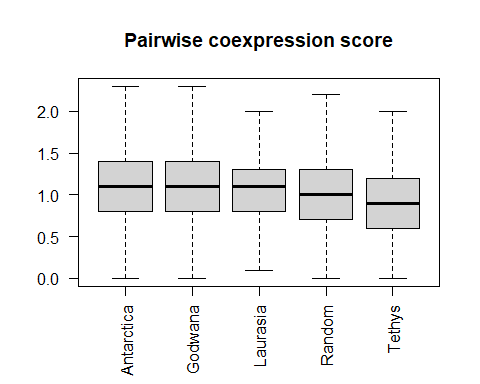 Pairwise coexpression score
2.0
1.5
1.0
0.5
0.0
Antarctica
Godwana
Laurasia
Random
Tethys